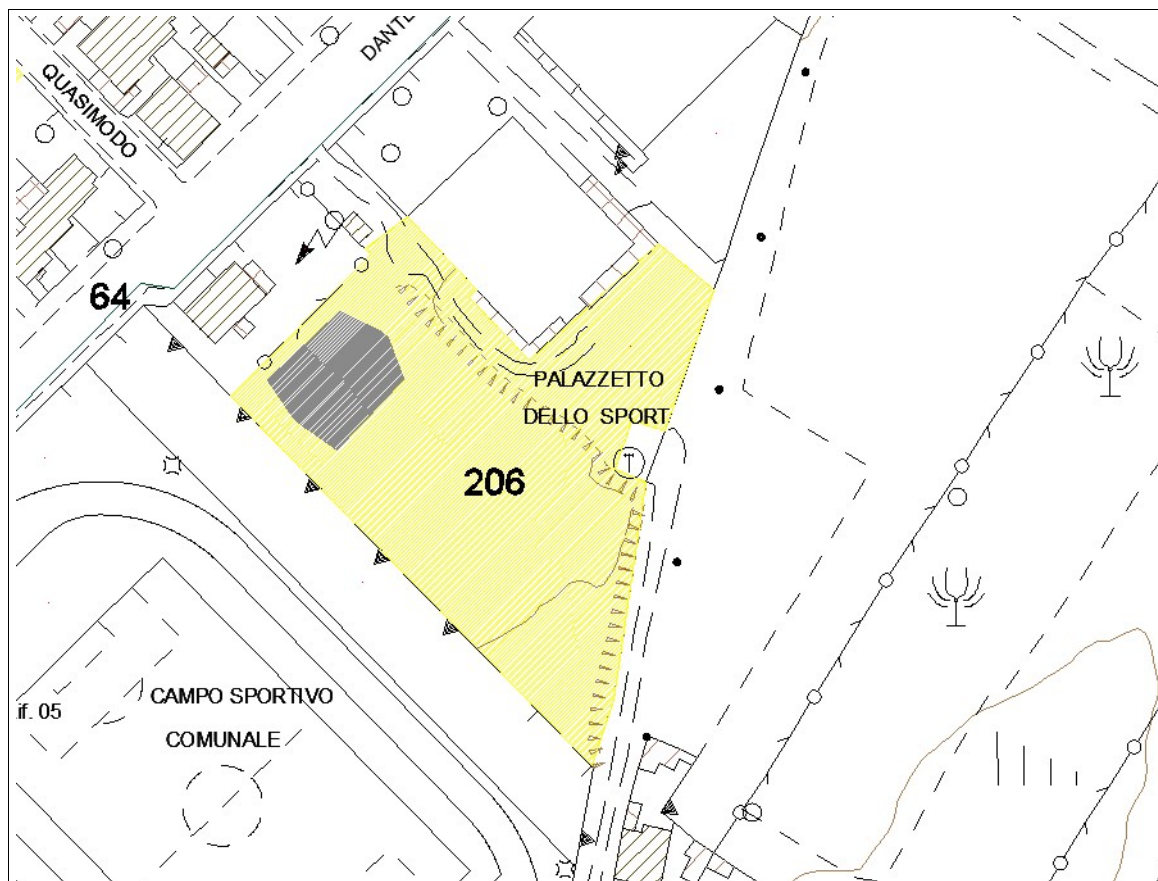 QUASIMODO
DANTE
64
PALAZZETTO
DELLO SPORT
206
CAMPO SPORTIVO
COMUNALE
if. 05